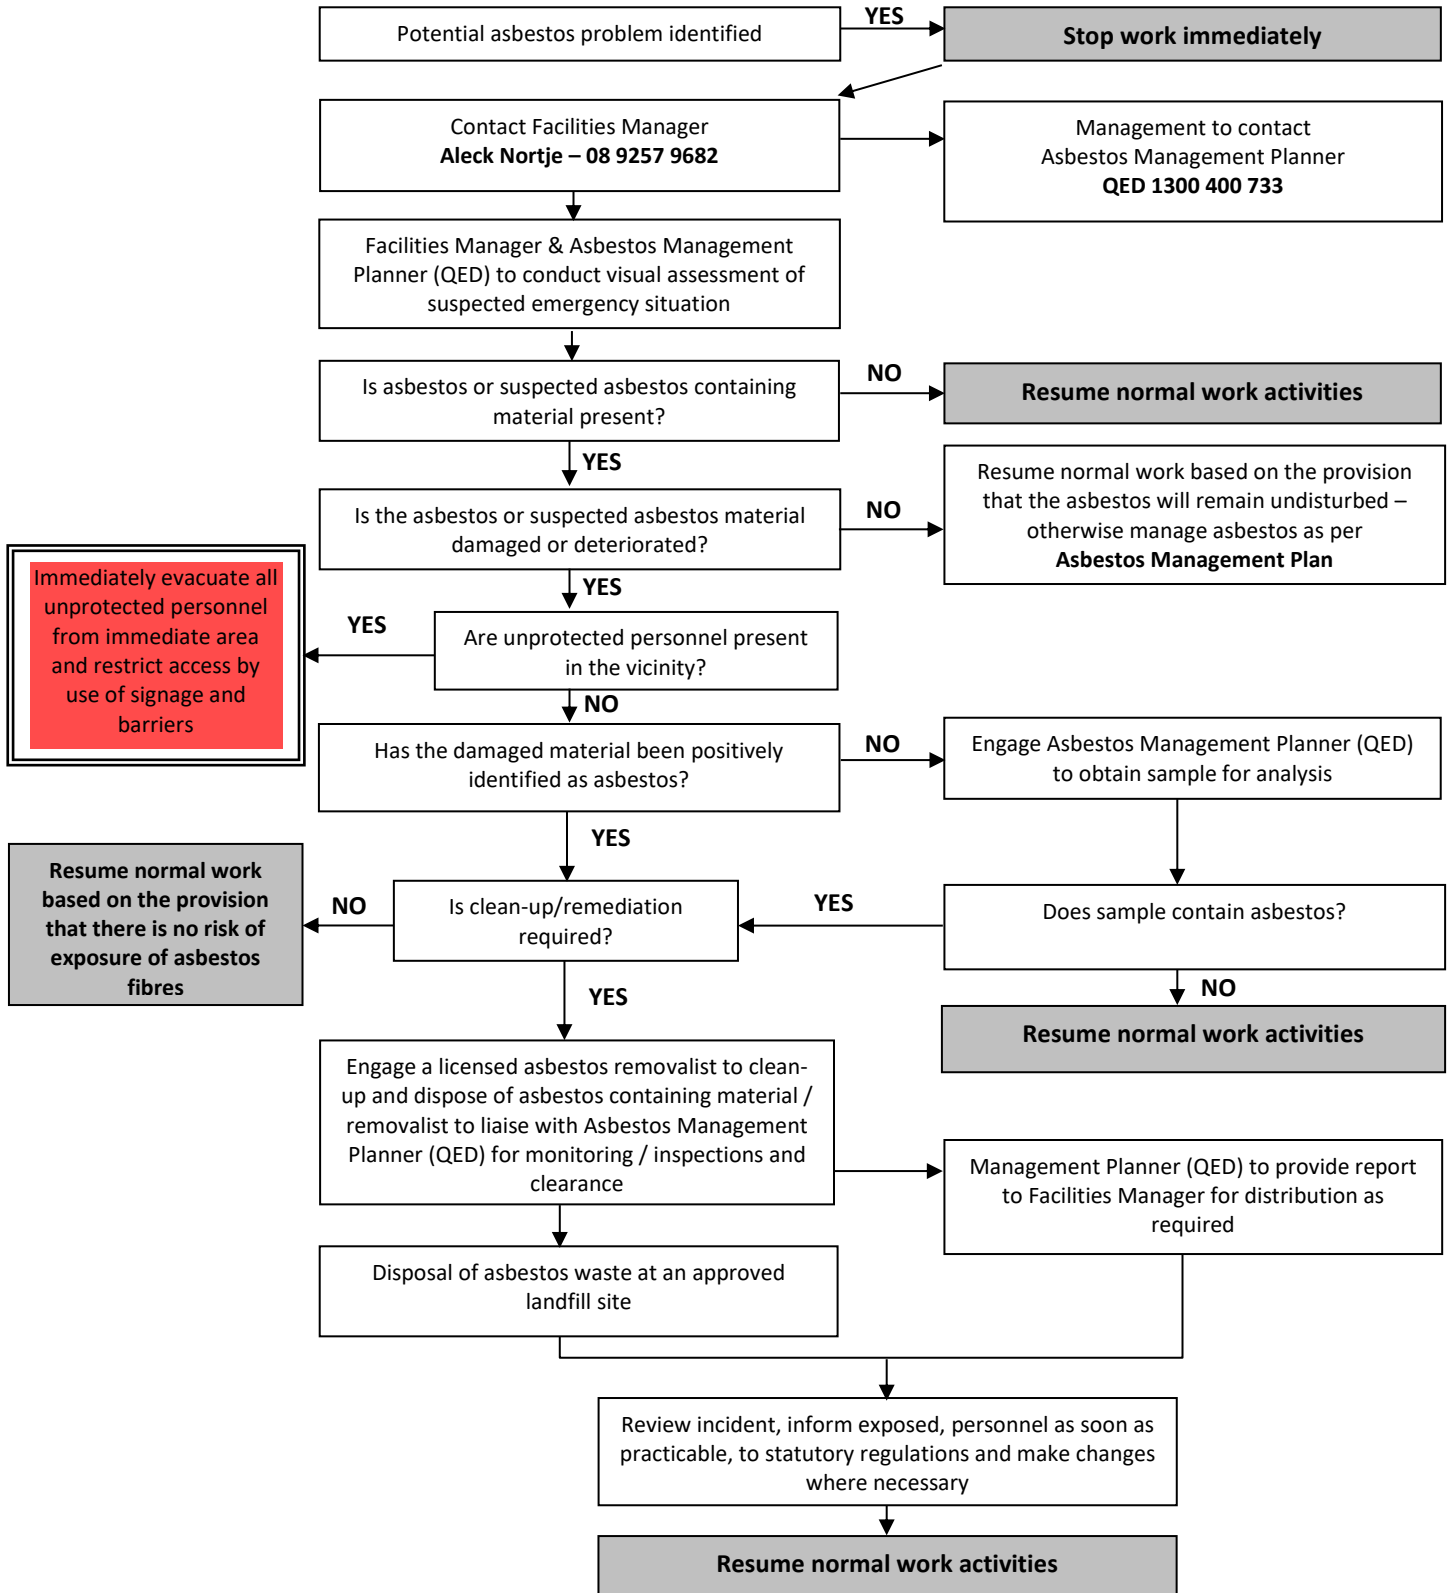 Potential asbestos problem identified
YES
Stop work immediately
Contact Facilities Manager
Aleck Nortje – 08 9257 9682
Management to contact
Asbestos Management Planner
QED 1300 400 733
Facilities Manager & Asbestos Management
Planner (QED) to conduct visual assessment of
suspected emergency situation
Is asbestos or suspected asbestos containing
material present?
NO
Resume normal work activities
YES
Is the asbestos or suspected asbestos material
damaged or deteriorated?
NO
Resume normal work based on the provision
that the asbestos will remain undisturbed –
otherwise manage asbestos as per
Asbestos Management Plan
YES
Are unprotected personnel present
in the vicinity?
YES
Immediately evacuate all
unprotected personnel
from immediate area
and restrict access by
use of signage and
barriers
NO
Has the damaged material been positively
identified as asbestos?
NO
Engage Asbestos Management Planner (QED)
to obtain sample for analysis
YES
Is clean-up/remediation
required?
NO
Resume normal work
based on the provision
that there is no risk of
exposure of asbestos
fibres
YES
Does sample contain asbestos?
NO
Resume normal work activities
YES
Engage a licensed asbestos removalist to clean-
up and dispose of asbestos containing material /
removalist to liaise with Asbestos Management
Planner (QED) for monitoring / inspections and
clearance
Management Planner (QED) to provide report
to Facilities Manager for distribution as
required
Disposal of asbestos waste at an approved
landfill site
Review incident, inform exposed, personnel as soon as
practicable, to statutory regulations and make changes
where necessary
Resume normal work activities